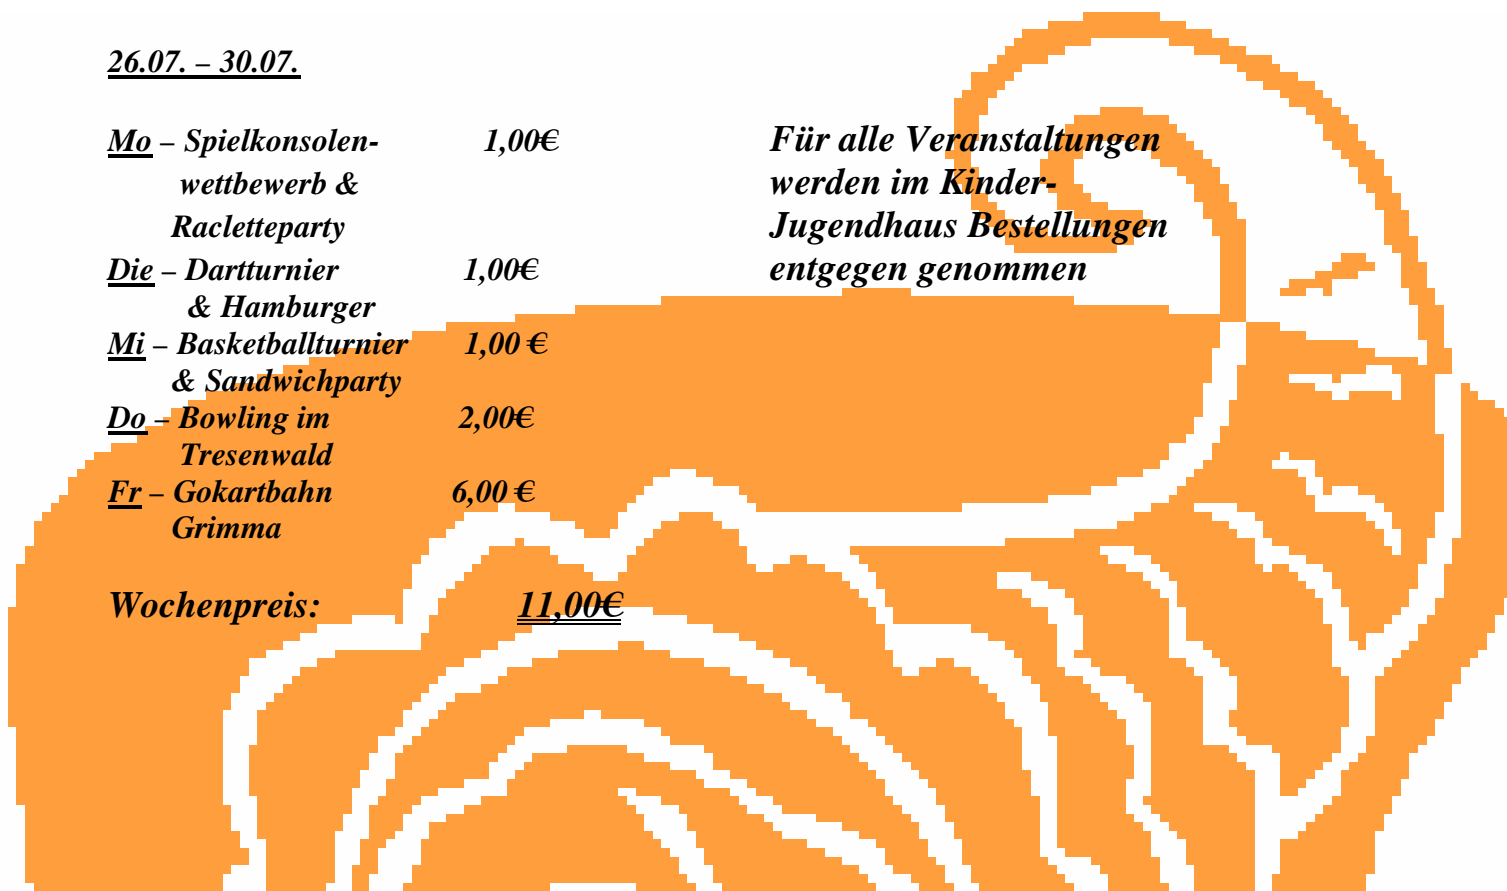 26.07. – 30.07.
Mo – Spielkonsolen- 1,00€
wettbewerb &
Racletteparty
Die – Dartturnier 1,00€
& Hamburger
Mi – Basketballturnier 1,00 €
& Sandwichparty
Do – Bowling im 2,00€
Tresenwald
Fr – Gokartbahn 6,00 €
Grimma
Wochenpreis: 11,00€
Für alle Veranstaltungen
werden im Kinder-
Jugendhaus Bestellungen
entgegen genommen